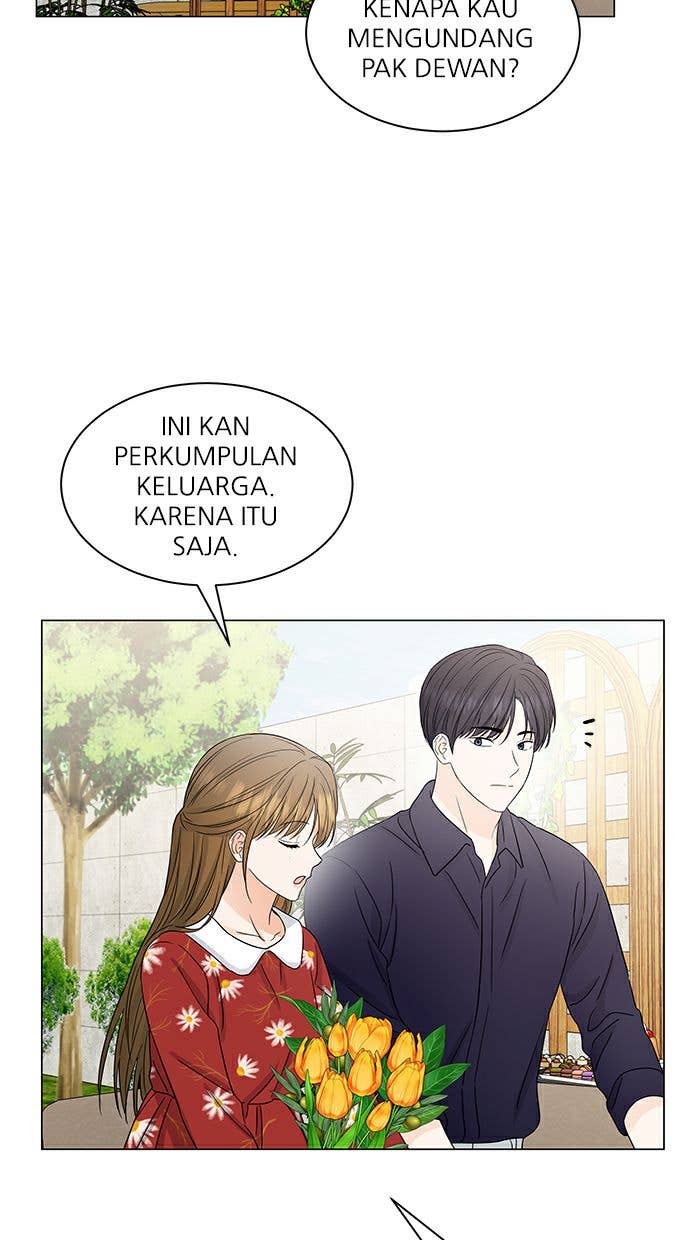 KENAPA KAU
MENGUNDANG
PAK DEWAN?
INI KAN
PERKUMPULAN
KELUARGA.
KARENA ITU
SAJA.